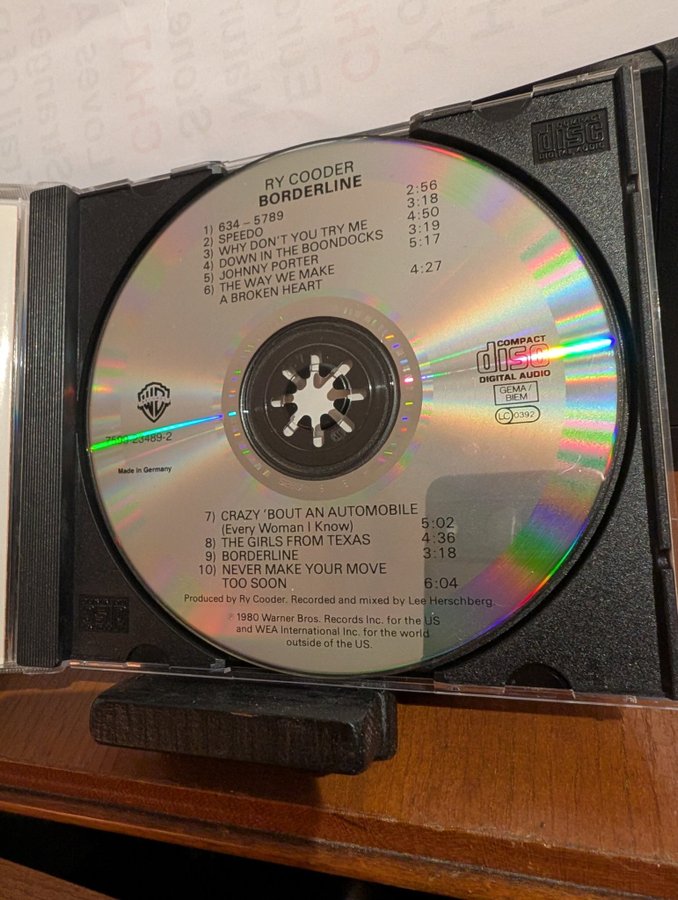 disc
RY COODER
BORDERLINE
1) 634 – 5789 2:56
2) SPEEDO 3:18
3) WHY DON'T YOU TRY ME 4:50
4) DOWN IN THE BOONDOCKS 3:19
5) JOHNNY PORTER 5:17
6) THE WAY WE MAKE
A BROKEN HEART 4:27
COMPACT
disc
DIGITAL AUDIO
GEMA/
BIEM
LC 0392
7599 23489-2
Made in Germany
7) CRAZY 'BOUT AN AUTOMOBILE
(Every Woman I Know) 5:02
8) THE GIRLS FROM TEXAS 4:36
9) BORDERLINE 3:18
10) NEVER MAKE YOUR MOVE
TOO SOON 6:04
Produced by Ry Cooder. Recorded and mixed by Lee Herschberg.
℗ 1980 Warner Bros. Records Inc. for the US
and WEA International Inc. for the world
outside of the US.